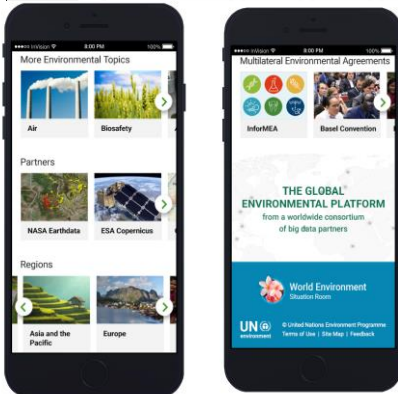 InVision
8:00 PM
100%
More Environmental Topics
Air
Biosafety
Partners
NASA Earthdata
ESA Copernicus
Regions
Asia and the
Pacific
Europe
InVision
8:00 PM
100%
Multilateral Environmental Agreements
InforMEA
Basel Convention
THE GLOBAL
ENVIRONMENTAL PLATFORM
from a worldwide consortium
of big data partners
World Environment
Situation Room
UN
environment
© United Nations Environment Programme
Terms of Use | Site Map | Feedback